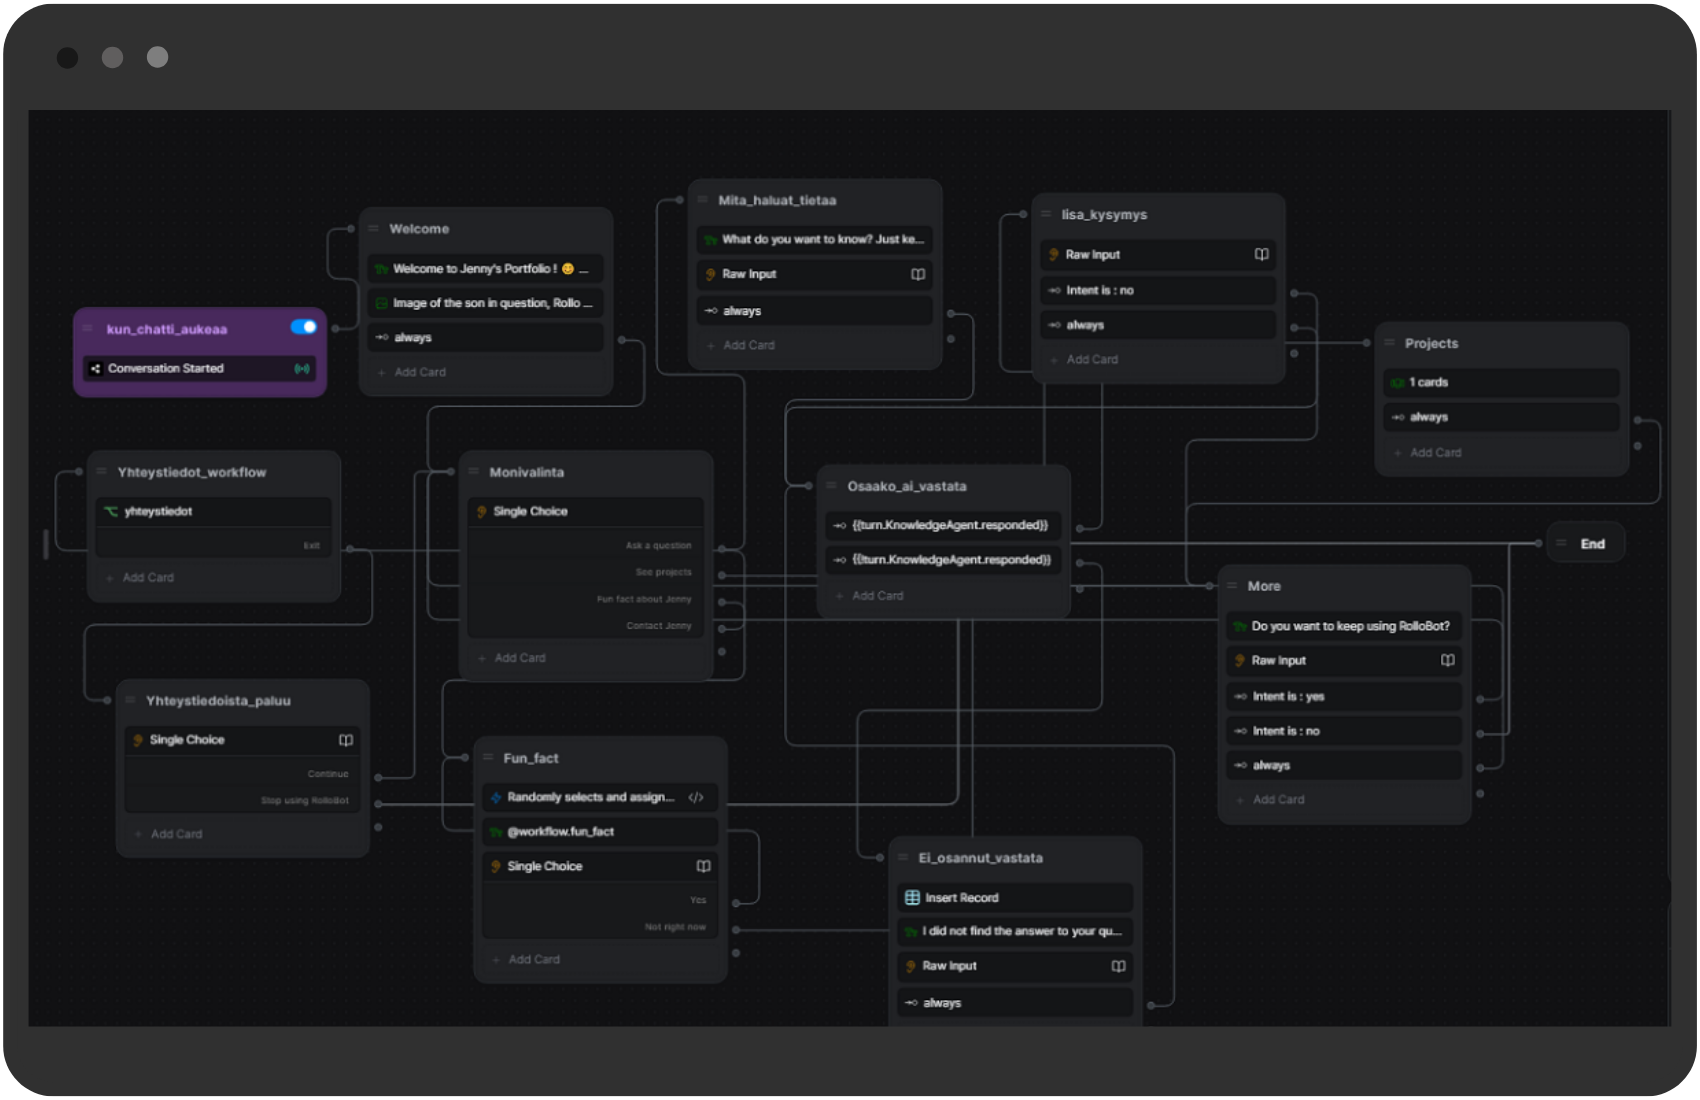 kun_chatti_aukeaa
Conversation Started
Welcome
Welcome to Jenny's Portfolio ! 😊 ...
Image of the son in question, Rollo ...
always
Add Card
Mita_haluat_tietaa
What do you want to know? Just ke...
Raw Input
always
Add Card
lisa_kysymys
Raw Input
Intent is : no
always
Add Card
Projects
1 cards
always
Add Card
Yhteystiedot_workflow
yhteystiedot
Exit
Add Card
Monivalinta
Single Choice
Ask a question
See projects
Fun fact about Jenny
Contact Jenny
Add Card
Osaako_ai_vastata
{{turn.KnowledgeAgent.responded}}
{{!turn.KnowledgeAgent.responded}}
Add Card
End
More
Do you want to keep using RolloBot?
Raw Input
Intent is : yes
Intent is : no
always
Add Card
Yhteystiedoista_paluu
Single Choice
Continue
Stop using RolloBot
Add Card
Fun_fact
Randomly selects and assign...
@workflow.fun_fact
Single Choice
Yes
Not right now
Add Card
Ei_osannut_vastata
Insert Record
I did not find the answer to your qu...
Raw Input
always